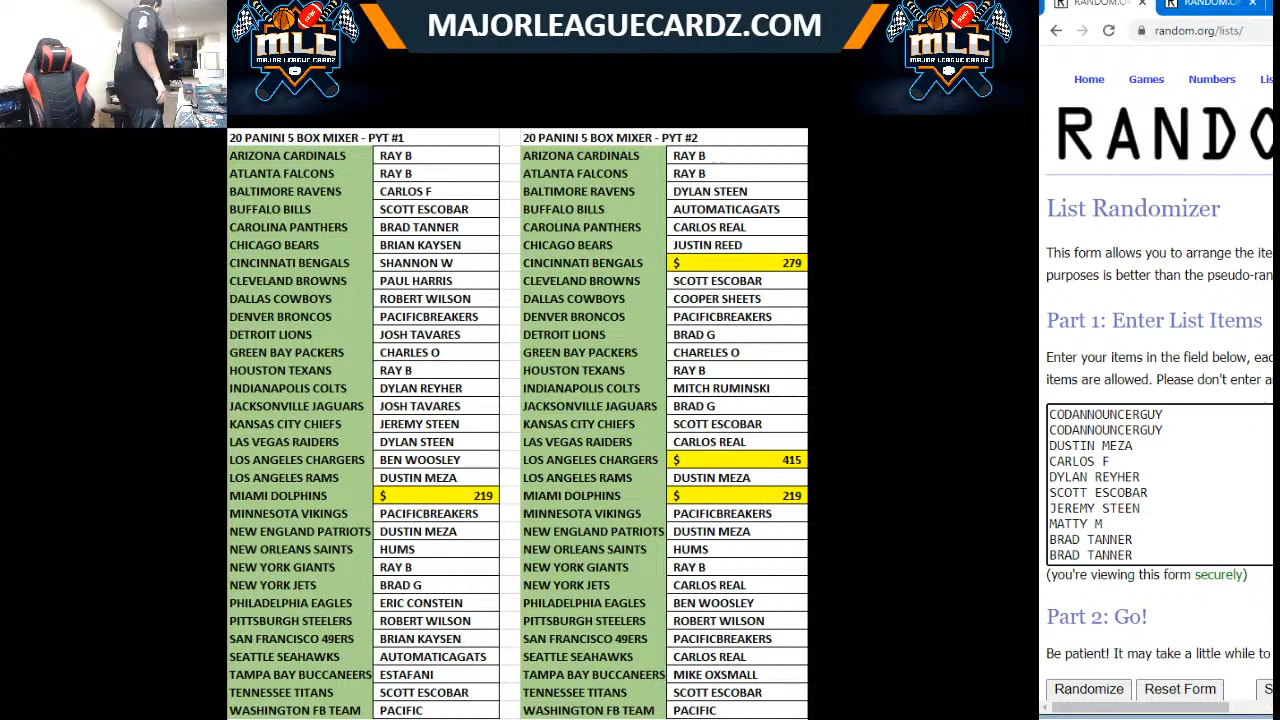 MAJORLEAGUECARDZ.COM
MLC
MAJOR LEAGUE CARDZ
MLC
MAJOR LEAGUE CARDZ
20 PANINI 5 BOX MIXER - PYT #1
ARIZONA CARDINALS RAY B
ATLANTA FALCONS RAY B
BALTIMORE RAVENS CARLOS F
BUFFALO BILLS SCOTT ESCOBAR
CAROLINA PANTHERS BRAD TANNER
CHICAGO BEARS BRIAN KAYSEN
CINCINNATI BENGALS SHANNON W
CLEVELAND BROWNS PAUL HARRIS
DALLAS COWBOYS ROBERT WILSON
DENVER BRONCOS PACIFICBREAKERS
DETROIT LIONS JOSH TAVARES
GREEN BAY PACKERS CHARLES O
HOUSTON TEXANS RAY B
INDIANAPOLIS COLTS DYLAN REYHER
JACKSONVILLE JAGUARS JOSH TAVARES
KANSAS CITY CHIEFS JEREMY STEEN
LAS VEGAS RAIDERS DYLAN STEEN
LOS ANGELES CHARGERS BEN WOOSLEY
LOS ANGELES RAMS DUSTIN MEZA
MIAMI DOLPHINS $ 219
MINNESOTA VIKINGS PACIFICBREAKERS
NEW ENGLAND PATRIOTS DUSTIN MEZA
NEW ORLEANS SAINTS HUMS
NEW YORK GIANTS RAY B
NEW YORK JETS BRAD G
PHILADELPHIA EAGLES ERIC CONSTEIN
PITTSBURGH STEELERS ROBERT WILSON
SAN FRANCISCO 49ERS BRIAN KAYSEN
SEATTLE SEAHAWKS AUTOMATICAGATS
TAMPA BAY BUCCANEERS ESTAFANI
TENNESSEE TITANS SCOTT ESCOBAR
WASHINGTON FB TEAM PACIFIC
20 PANINI 5 BOX MIXER - PYT #2
ARIZONA CARDINALS RAY B
ATLANTA FALCONS RAY B
BALTIMORE RAVENS DYLAN STEEN
BUFFALO BILLS AUTOMATICAGATS
CAROLINA PANTHERS CARLOS REAL
CHICAGO BEARS JUSTIN REED
CINCINNATI BENGALS $ 279
CLEVELAND BROWNS SCOTT ESCOBAR
DALLAS COWBOYS COOPER SHEETS
DENVER BRONCOS PACIFICBREAKERS
DETROIT LIONS BRAD G
GREEN BAY PACKERS CHARELES O
HOUSTON TEXANS RAY B
INDIANAPOLIS COLTS MITCH RUMINSKI
JACKSONVILLE JAGUARS BRAD G
KANSAS CITY CHIEFS SCOTT ESCOBAR
LAS VEGAS RAIDERS CARLOS REAL
LOS ANGELES CHARGERS $ 415
LOS ANGELES RAMS DUSTIN MEZA
MIAMI DOLPHINS $ 219
MINNESOTA VIKINGS PACIFICBREAKERS
NEW ENGLAND PATRIOTS DUSTIN MEZA
NEW ORLEANS SAINTS HUMS
NEW YORK GIANTS RAY B
NEW YORK JETS CARLOS REAL
PHILADELPHIA EAGLES BEN WOOSLEY
PITTSBURGH STEELERS ROBERT WILSON
SAN FRANCISCO 49ERS PACIFICBREAKERS
SEATTLE SEAHAWKS CARLOS REAL
TAMPA BAY BUCCANEERS MIKE OXSMALL
TENNESSEE TITANS SCOTT ESCOBAR
WASHINGTON FB TEAM PACIFIC
RANDOM.OR RANDOM.O
random.org/lists/
Home Games Numbers Lis
RANDO
List Randomizer
This form allows you to arrange the ite
purposes is better than the pseudo-ran
Part 1: Enter List Items
Enter your items in the field below, eac
items are allowed. Please don't enter a
CODANNOUNCERGUY
CODANNOUNCERGUY
DUSTIN MEZA
CARLOS F
DYLAN REYHER
SCOTT ESCOBAR
JEREMY STEEN
MATTY M
BRAD TANNER
BRAD TANNER
(you're viewing this form securely)
Part 2: Go!
Be patient! It may take a little while to
Randomize Reset Form S